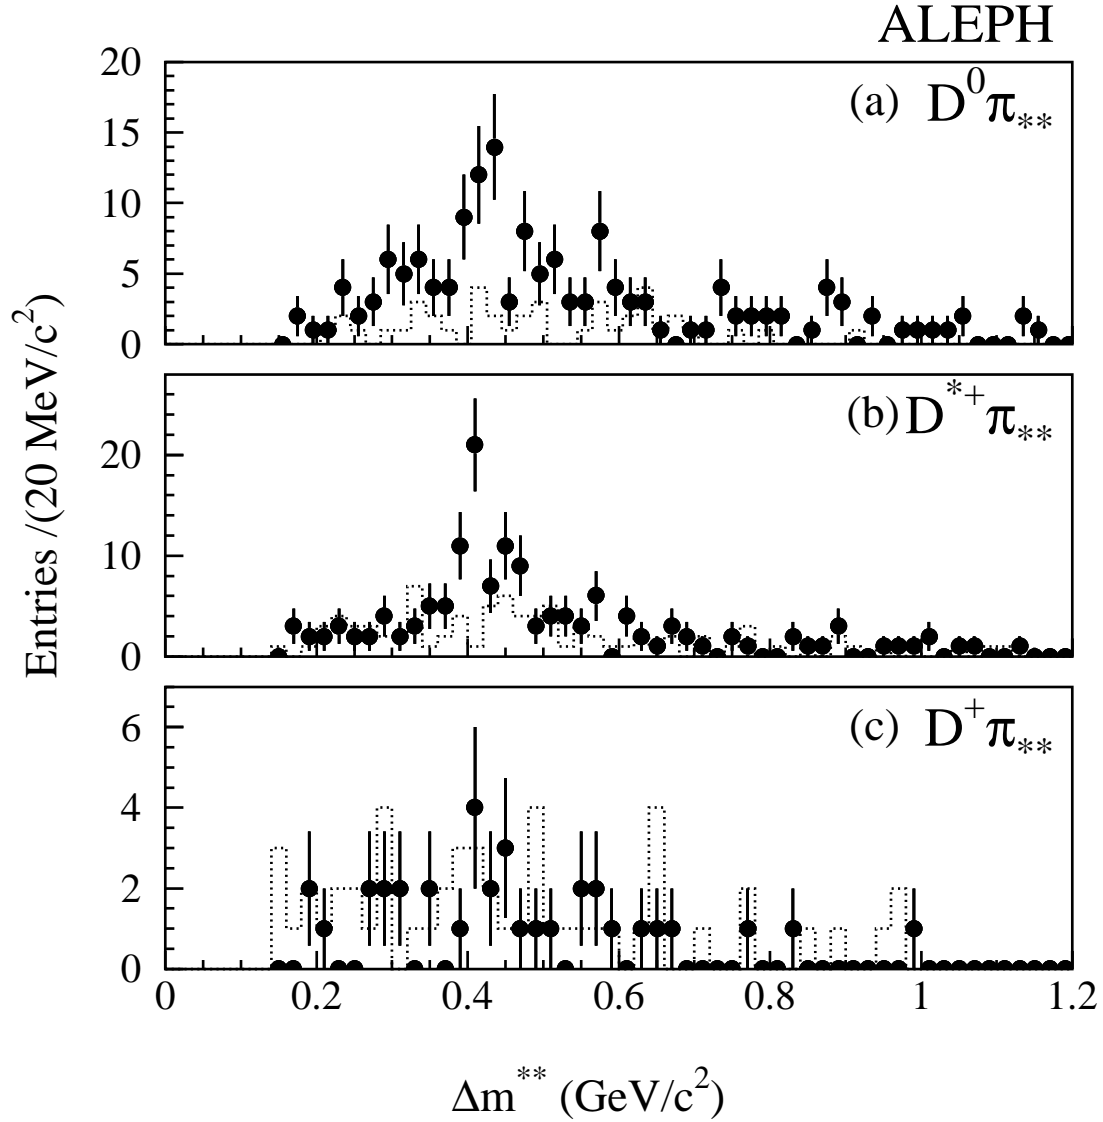 ALEPH
Entries /(20 MeV/c²)
20
15
10
5
0
(a) D⁰π**
20
10
0
(b) D*⁺π**
6
4
2
0
(c) D⁺π**
0 0.2 0.4 0.6 0.8 1 1.2
Δm** (GeV/c²)